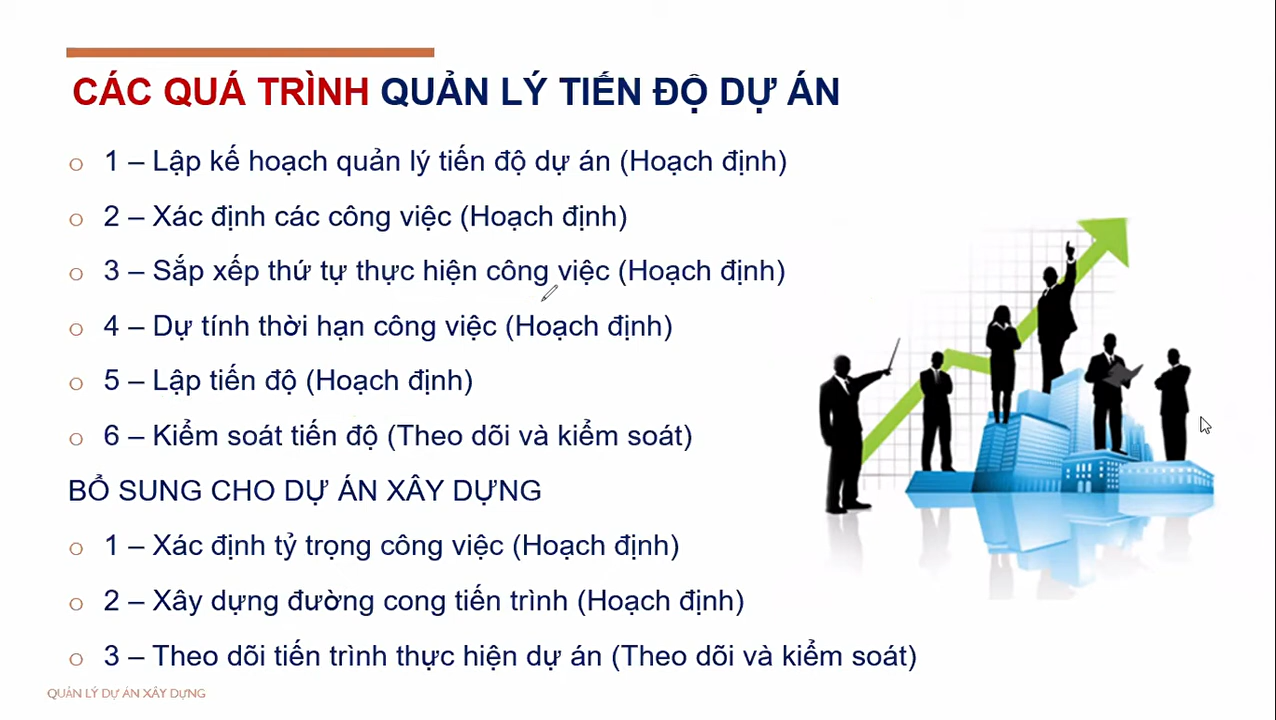 CÁC QUÁ TRÌNH QUẢN LÝ TIẾN ĐỘ DỰ ÁN
o 1 – Lập kế hoạch quản lý tiến độ dự án (Hoạch định)
o 2 – Xác định các công việc (Hoạch định)
o 3 – Sắp xếp thứ tự thực hiện công việc (Hoạch định)
o 4 – Dự tính thời hạn công việc (Hoạch định)
o 5 – Lập tiến độ (Hoạch định)
o 6 – Kiểm soát tiến độ (Theo dõi và kiểm soát)
BỔ SUNG CHO DỰ ÁN XÂY DỰNG
o 1 – Xác định tỷ trọng công việc (Hoạch định)
o 2 – Xây dựng đường cong tiến trình (Hoạch định)
o 3 – Theo dõi tiến trình thực hiện dự án (Theo dõi và kiểm soát)
QUẢN LÝ DỰ ÁN XÂY DỰNG